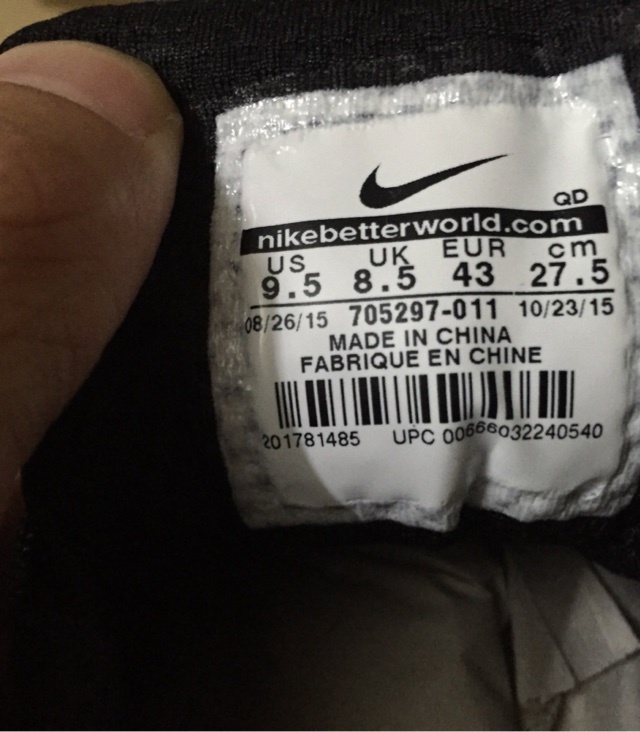 QD
nikebetterworld.com
US UK EUR cm
9.5 8.5 43 27.5
08/26/15 705297-011 10/23/15
MADE IN CHINA
FABRIQUE EN CHINE
201781485 UPC 00666032240540